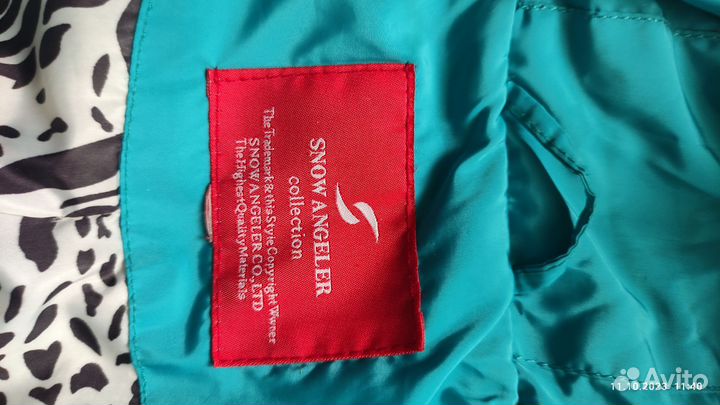 SNOW ANGELER
collection
The Trademark & this Style Copyright Wwner
SNOW ANGELER CO., LTD
The Highest Quality Materials
Avito
11.10.2023 11:40